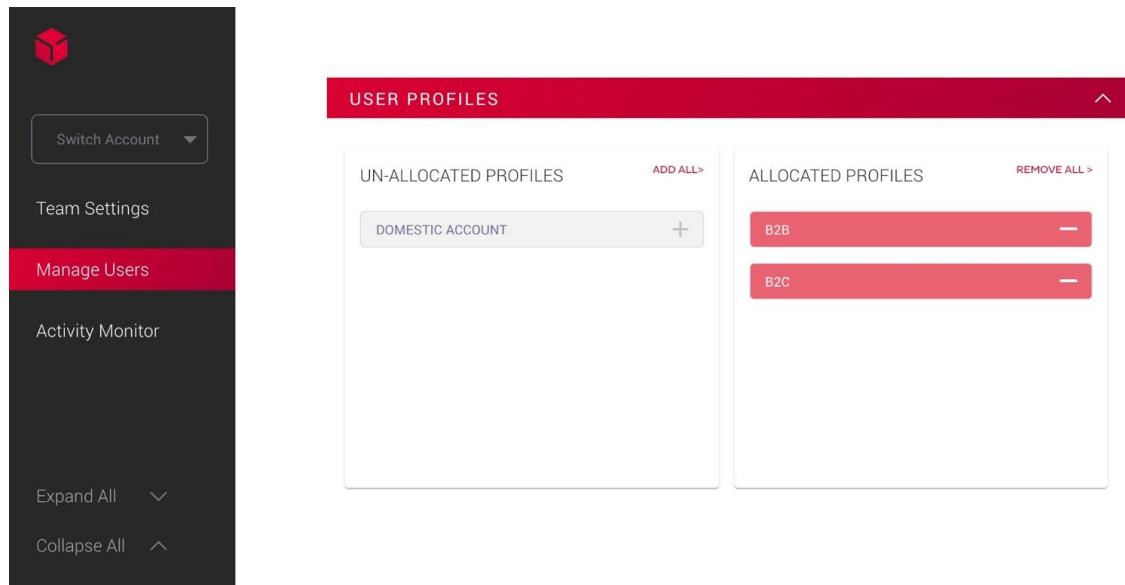 Switch Account
Team Settings
Manage Users
Activity Monitor
Expand All
Collapse All
USER PROFILES
UN-ALLOCATED PROFILES
ADD ALL>
DOMESTIC ACCOUNT
ALLOCATED PROFILES
REMOVE ALL >
B2B
B2C